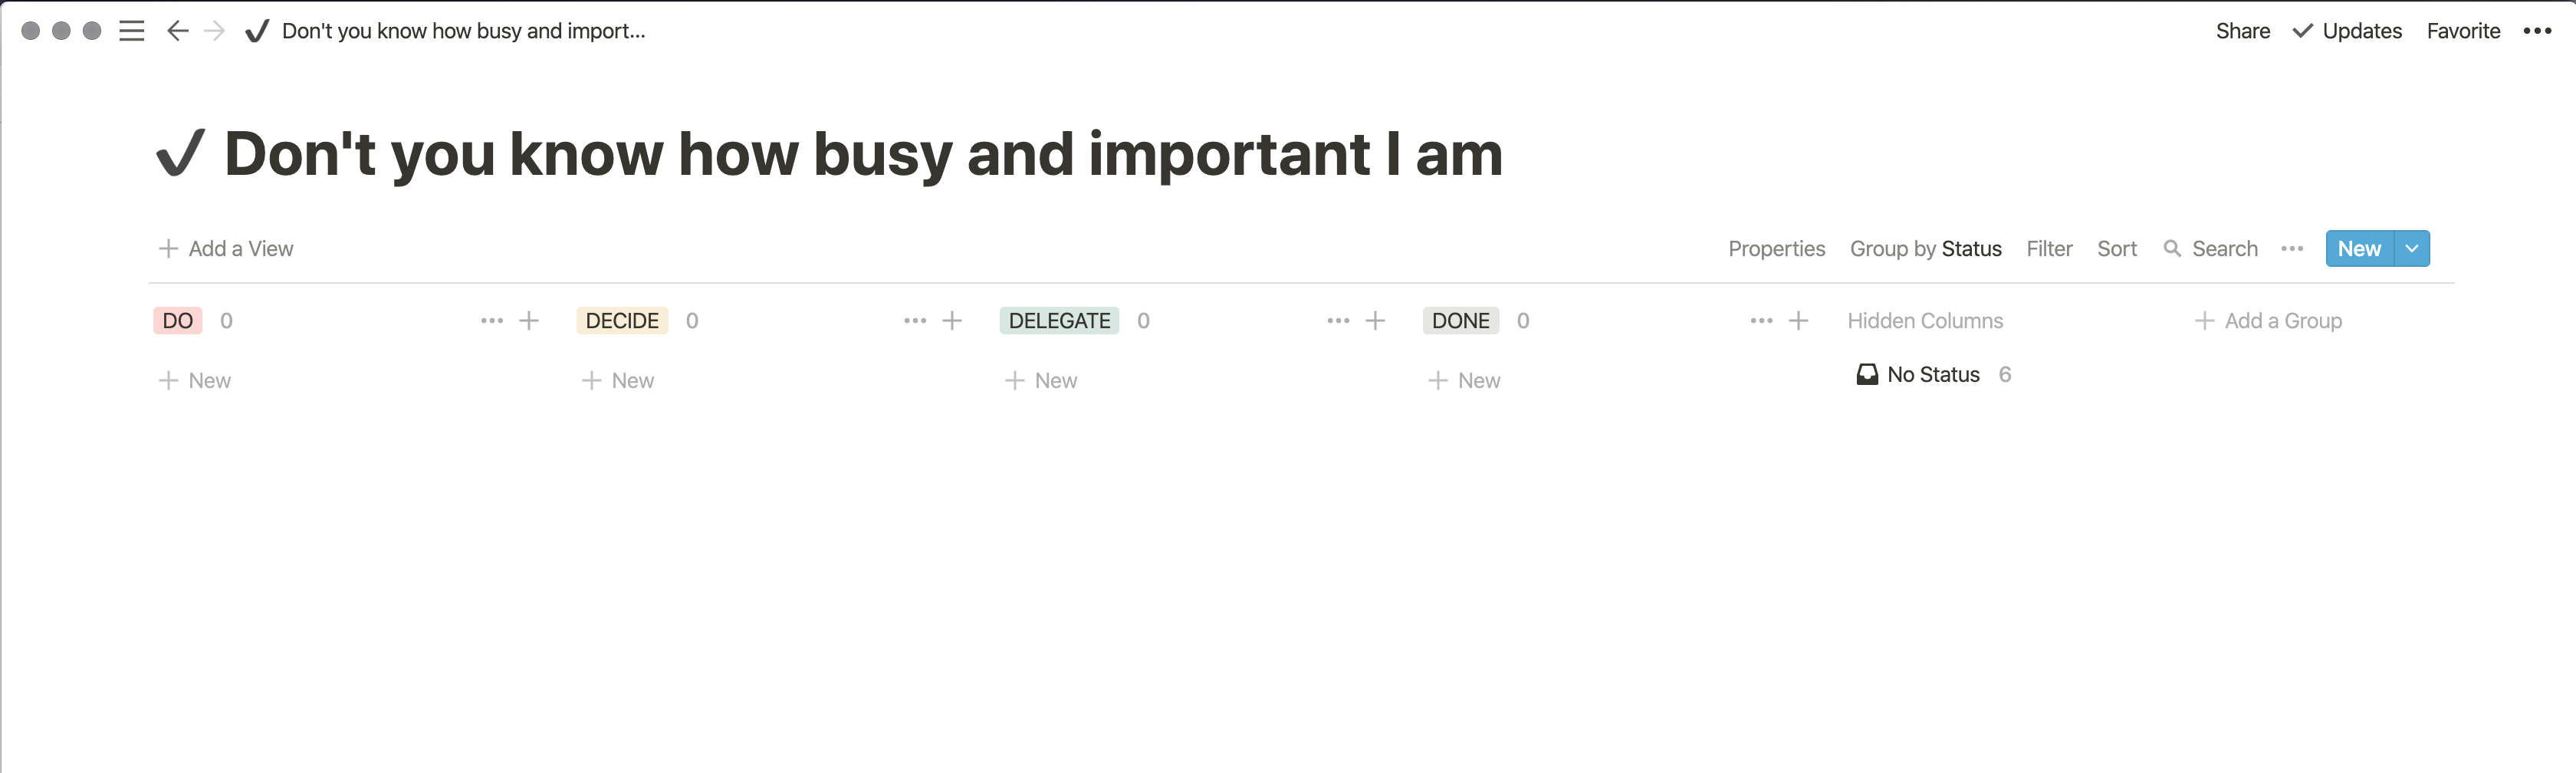 Don't you know how busy and import...
Share Updates Favorite
Don't you know how busy and important I am
Add a View Properties Group by Status Filter Sort Search New
DO 0 DECIDE 0 DELEGATE 0 DONE 0 Hidden Columns Add a Group
New New New New No Status 6